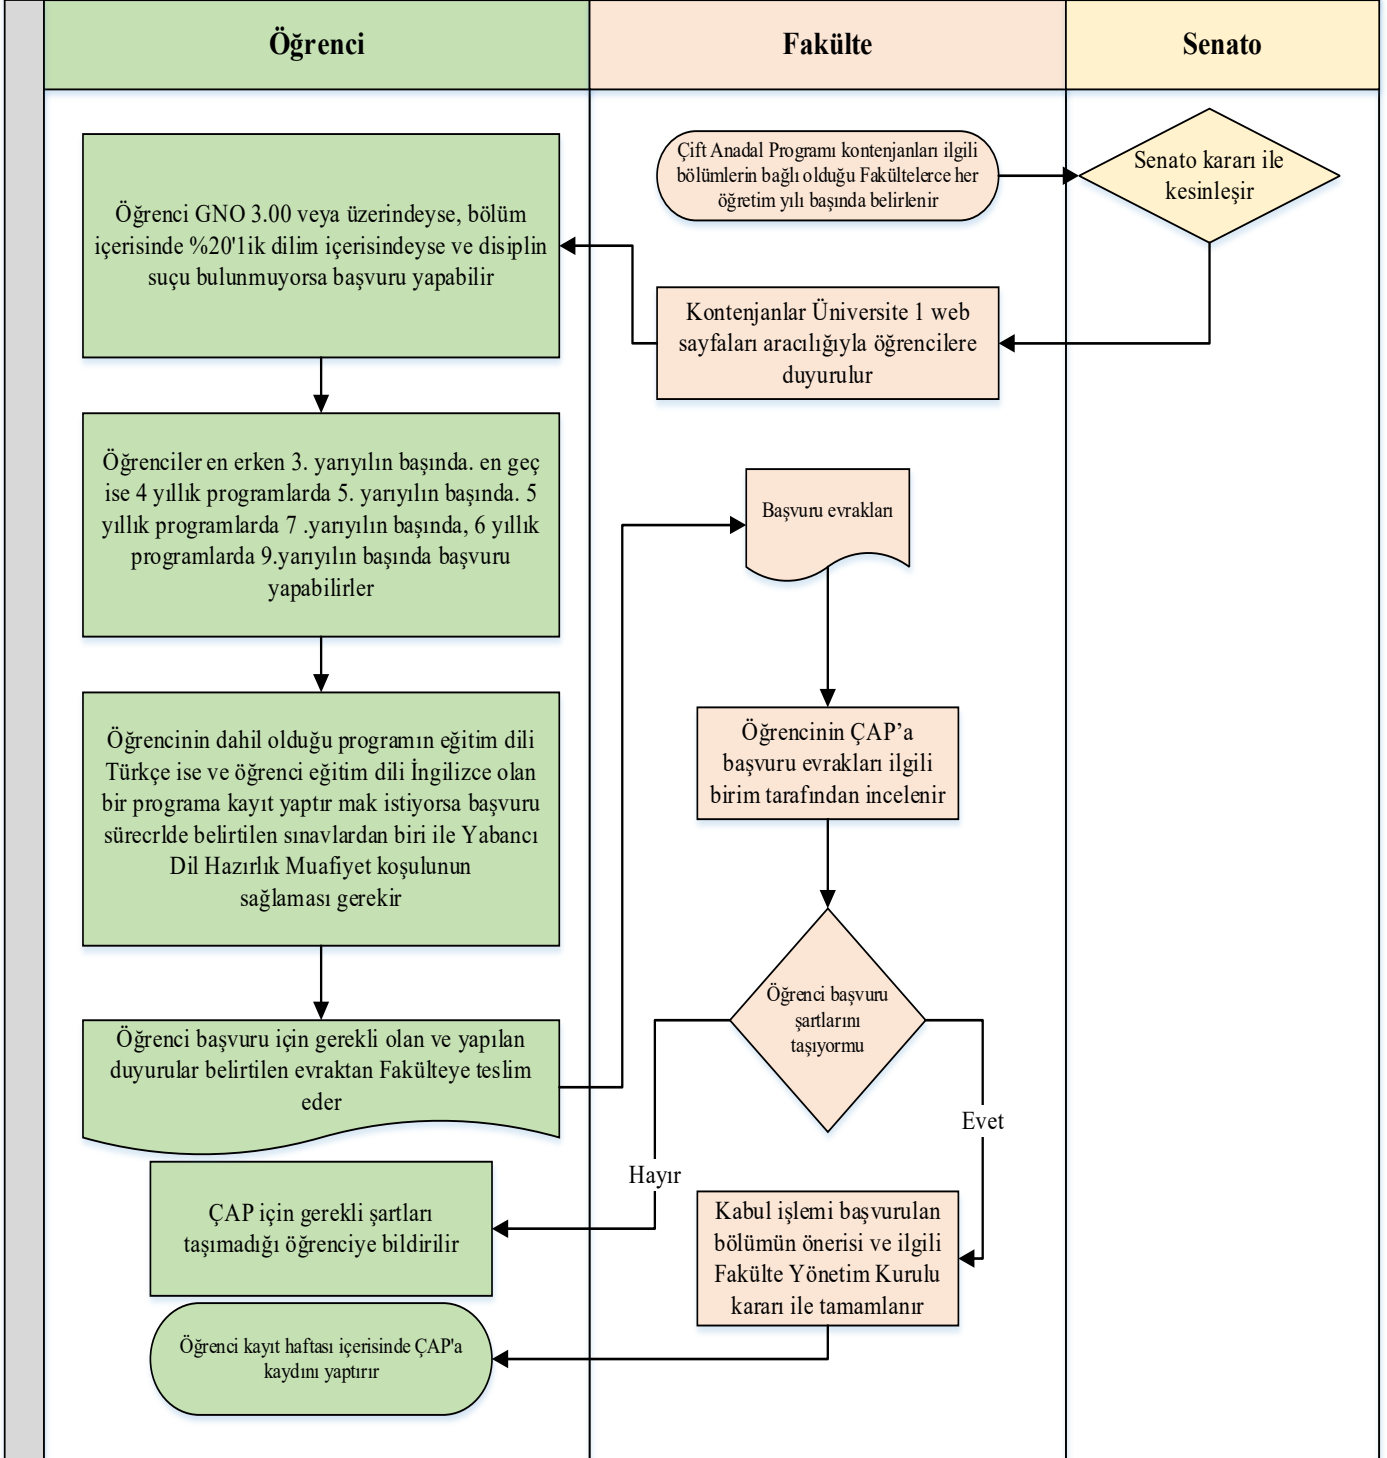 Öğrenci
Fakülte
Senato
Çift Anadal Programı kontenjanları ilgili
bölümlerin bağlı olduğu Fakültelerce her
öğretim yılı başında belirlenir
Senato kararı ile
kesinleşir
Kontenjanlar Üniversite 1 web
sayfaları aracılığıyla öğrencilere
duyurulur
Öğrenci GNO 3.00 veya üzerindeyse, bölüm
içerisinde %20'1ik dilim içerisindeyse ve disiplin
suçu bulunmuyorsa başvuru yapabilir
Öğrenciler en erken 3. yarıyılın başında. en geç
ise 4 yıllık programlarda 5. yarıyılın başında. 5
yıllık programlarda 7 .yarıyılın başında, 6 yıllık
programlarda 9.yarıyılın başında başvuru
yapabilirler
Öğrencinin dahil olduğu programın eğitim dili
Türkçe ise ve öğrenci eğitim dili İngilizce olan
bir programa kayıt yaptır mak istiyorsa başvuru
sürecrlde belirtilen sınavlardan biri ile Yabancı
Dil Hazırlık Muafiyet koşulunun
sağlaması gerekir
Öğrenci başvuru için gerekli olan ve yapılan
duyurular belirtilen evraktan Fakülteye teslim
eder
Başvuru evrakları
Öğrencinin ÇAP’a
başvuru evrakları ilgili
birim tarafından incelenir
Öğrenci başvuru
şartlarını
taşıyormu
Evet
Hayır
ÇAP için gerekli şartları
taşımadığı öğrenciye bildirilir
Kabul işlemi başvurulan
bölümün önerisi ve ilgili
Fakülte Yönetim Kurulu
kararı ile tamamlanır
Öğrenci kayıt haftası içerisinde ÇAP'a
kaydını yaptırır